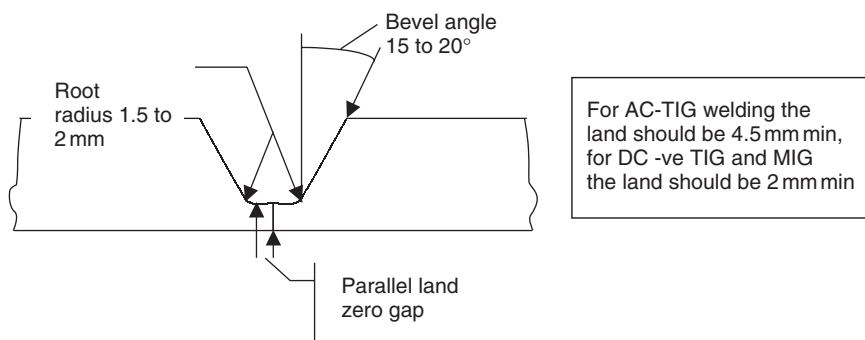 Bevel angle
15 to 20°
Root
radius 1.5 to
2 mm
For AC-TIG welding the
land should be 4.5 mm min,
for DC -ve TIG and MIG
the land should be 2 mm min
Parallel land
zero gap